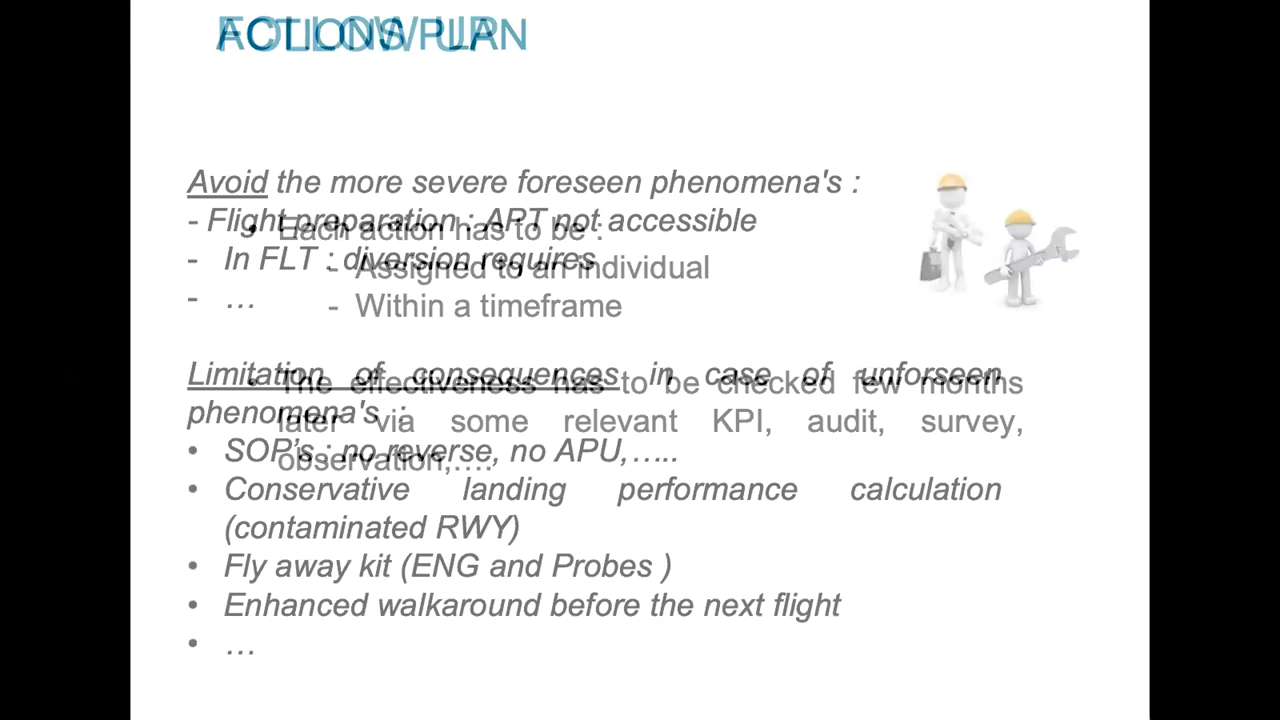 ACTIONS PLAN
Avoid the more severe foreseen phenomena's :
- Flight preparation : APT not accessible
- In FLT : diversion requires
- …
Limitation of consequences in case of unforseen
phenomena's :
• SOP's : no reverse, no APU,…..
• Conservative landing performance calculation
(contaminated RWY)
• Fly away kit (ENG and Probes )
• Enhanced walkaround before the next flight
• …
FOLLOW UP
• Each action has to be :
- Assigned to an individual
- Within a timeframe
• The effectiveness has to be checked few months
later via some relevant KPI, audit, survey,
observation,….